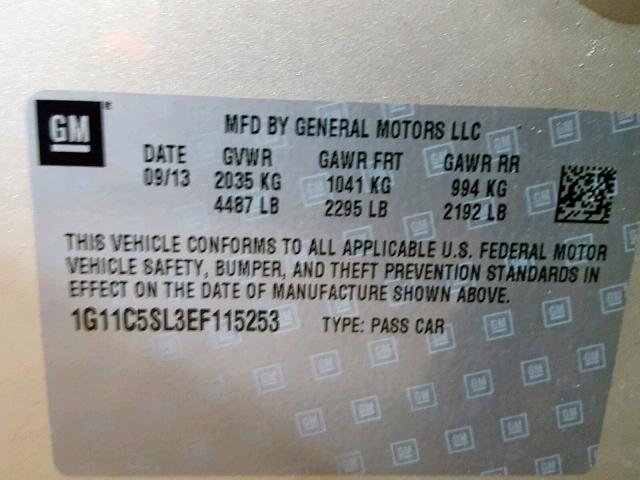 GM
MFD BY GENERAL MOTORS LLC
DATE GVWR GAWR FRT GAWR RR
09/13 2035 KG 1041 KG 994 KG
4487 LB 2295 LB 2192 LB
THIS VEHICLE CONFORMS TO ALL APPLICABLE U.S. FEDERAL MOTOR
VEHICLE SAFETY, BUMPER, AND THEFT PREVENTION STANDARDS IN
EFFECT ON THE DATE OF MANUFACTURE SHOWN ABOVE.
1G11C5SL3EF115253 TYPE: PASS CAR